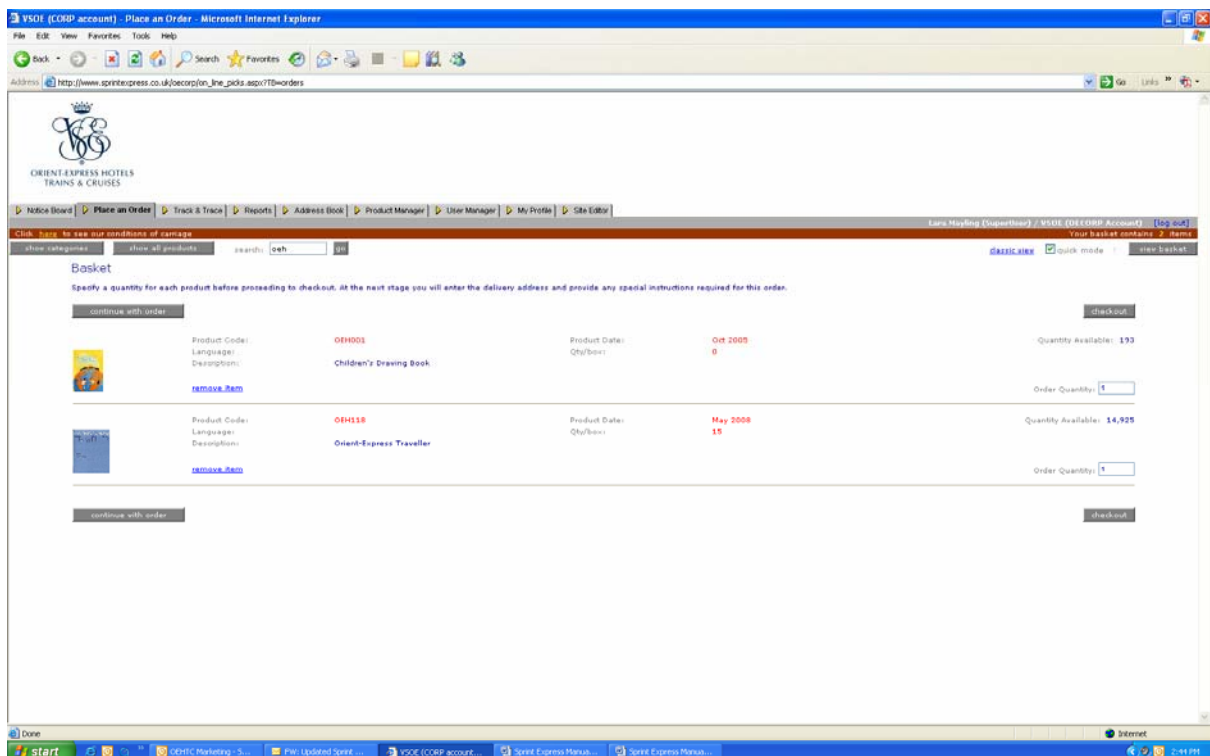 VSOE (CORP account) - Place an Order - Microsoft Internet Explorer
File Edit View Favorites Tools Help
Back Search Favorites
Address http://www.sprintexpress.co.uk/oecorp/on_line_picks.aspx?TB=orders Go Links »
VSOE
ORIENT-EXPRESS HOTELS
TRAINS & CRUISES
Notice Board Place an Order Track & Trace Reports Address Book Product Manager User Manager My Profile Site Editor
(SuperUser) / VSOE (OECORP Account) [log out]
Click here to see our conditions of carriage Your basket contains 2 items
show categories show all products search: oeh go classic view quick mode view basket
Basket
Specify a quantity for each product before proceeding to checkout. At the next stage you will enter the delivery address and provide any special instructions required for this order.
continue with order checkout
Product Code: OEH001 Product Date: Oct 2005 Quantity Available: 193
Language: Qty/box: 0
Description: Children's Drawing Book
remove item Order Quantity: 1
Product Code: OEH118 Product Date: May 2008 Quantity Available: 14,925
Language: Qty/box: 15
Description: Orient-Express Traveller
remove item Order Quantity: 1
continue with order checkout
Done Internet
start » OEHTC Marketing - S... FW: Updated Sprint ... VSOE (CORP account... Sprint Express Manua... Sprint Express Manua... 2:44 PM